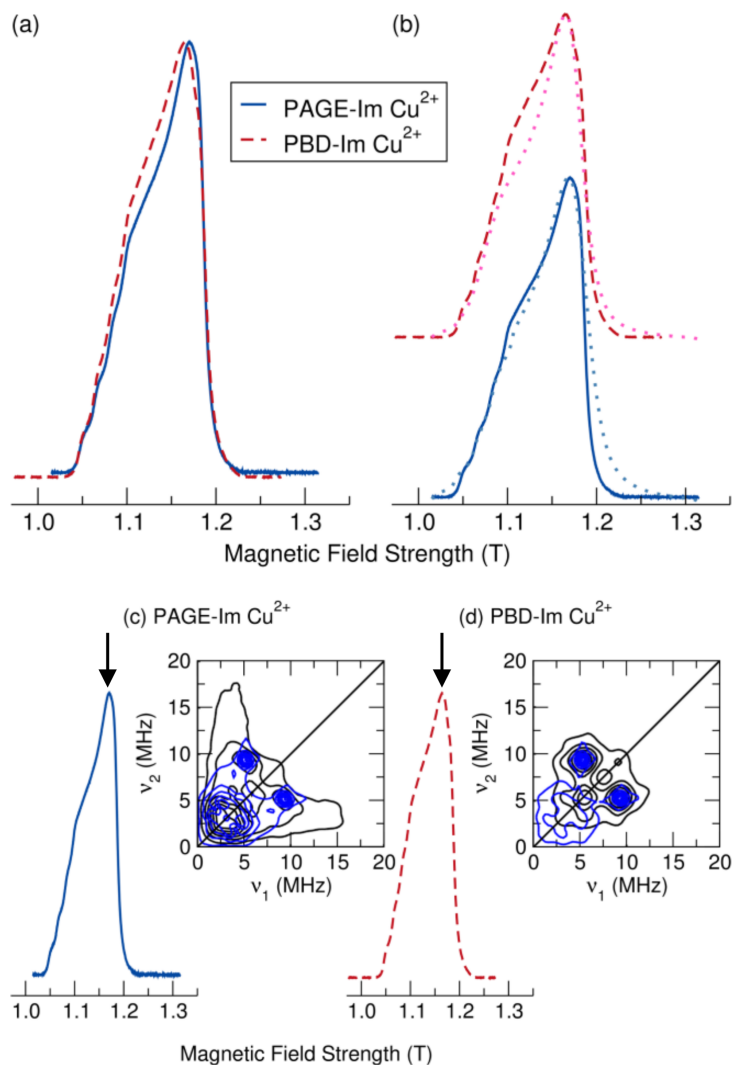 (a) (b)
PAGE-Im Cu²⁺
PBD-Im Cu²⁺
1.0 1.1 1.2 1.3 1.0 1.1 1.2 1.3
Magnetic Field Strength (T)
(c) PAGE-Im Cu²⁺ (d) PBD-Im Cu²⁺
20 20
15 15
ν₂ (MHz) 10 ν₂ (MHz) 10
5 5
0 0
0 5 10 15 20 0 5 10 15 20
ν₁ (MHz) ν₁ (MHz)
1.0 1.1 1.2 1.3 1.0 1.1 1.2 1.3
Magnetic Field Strength (T)